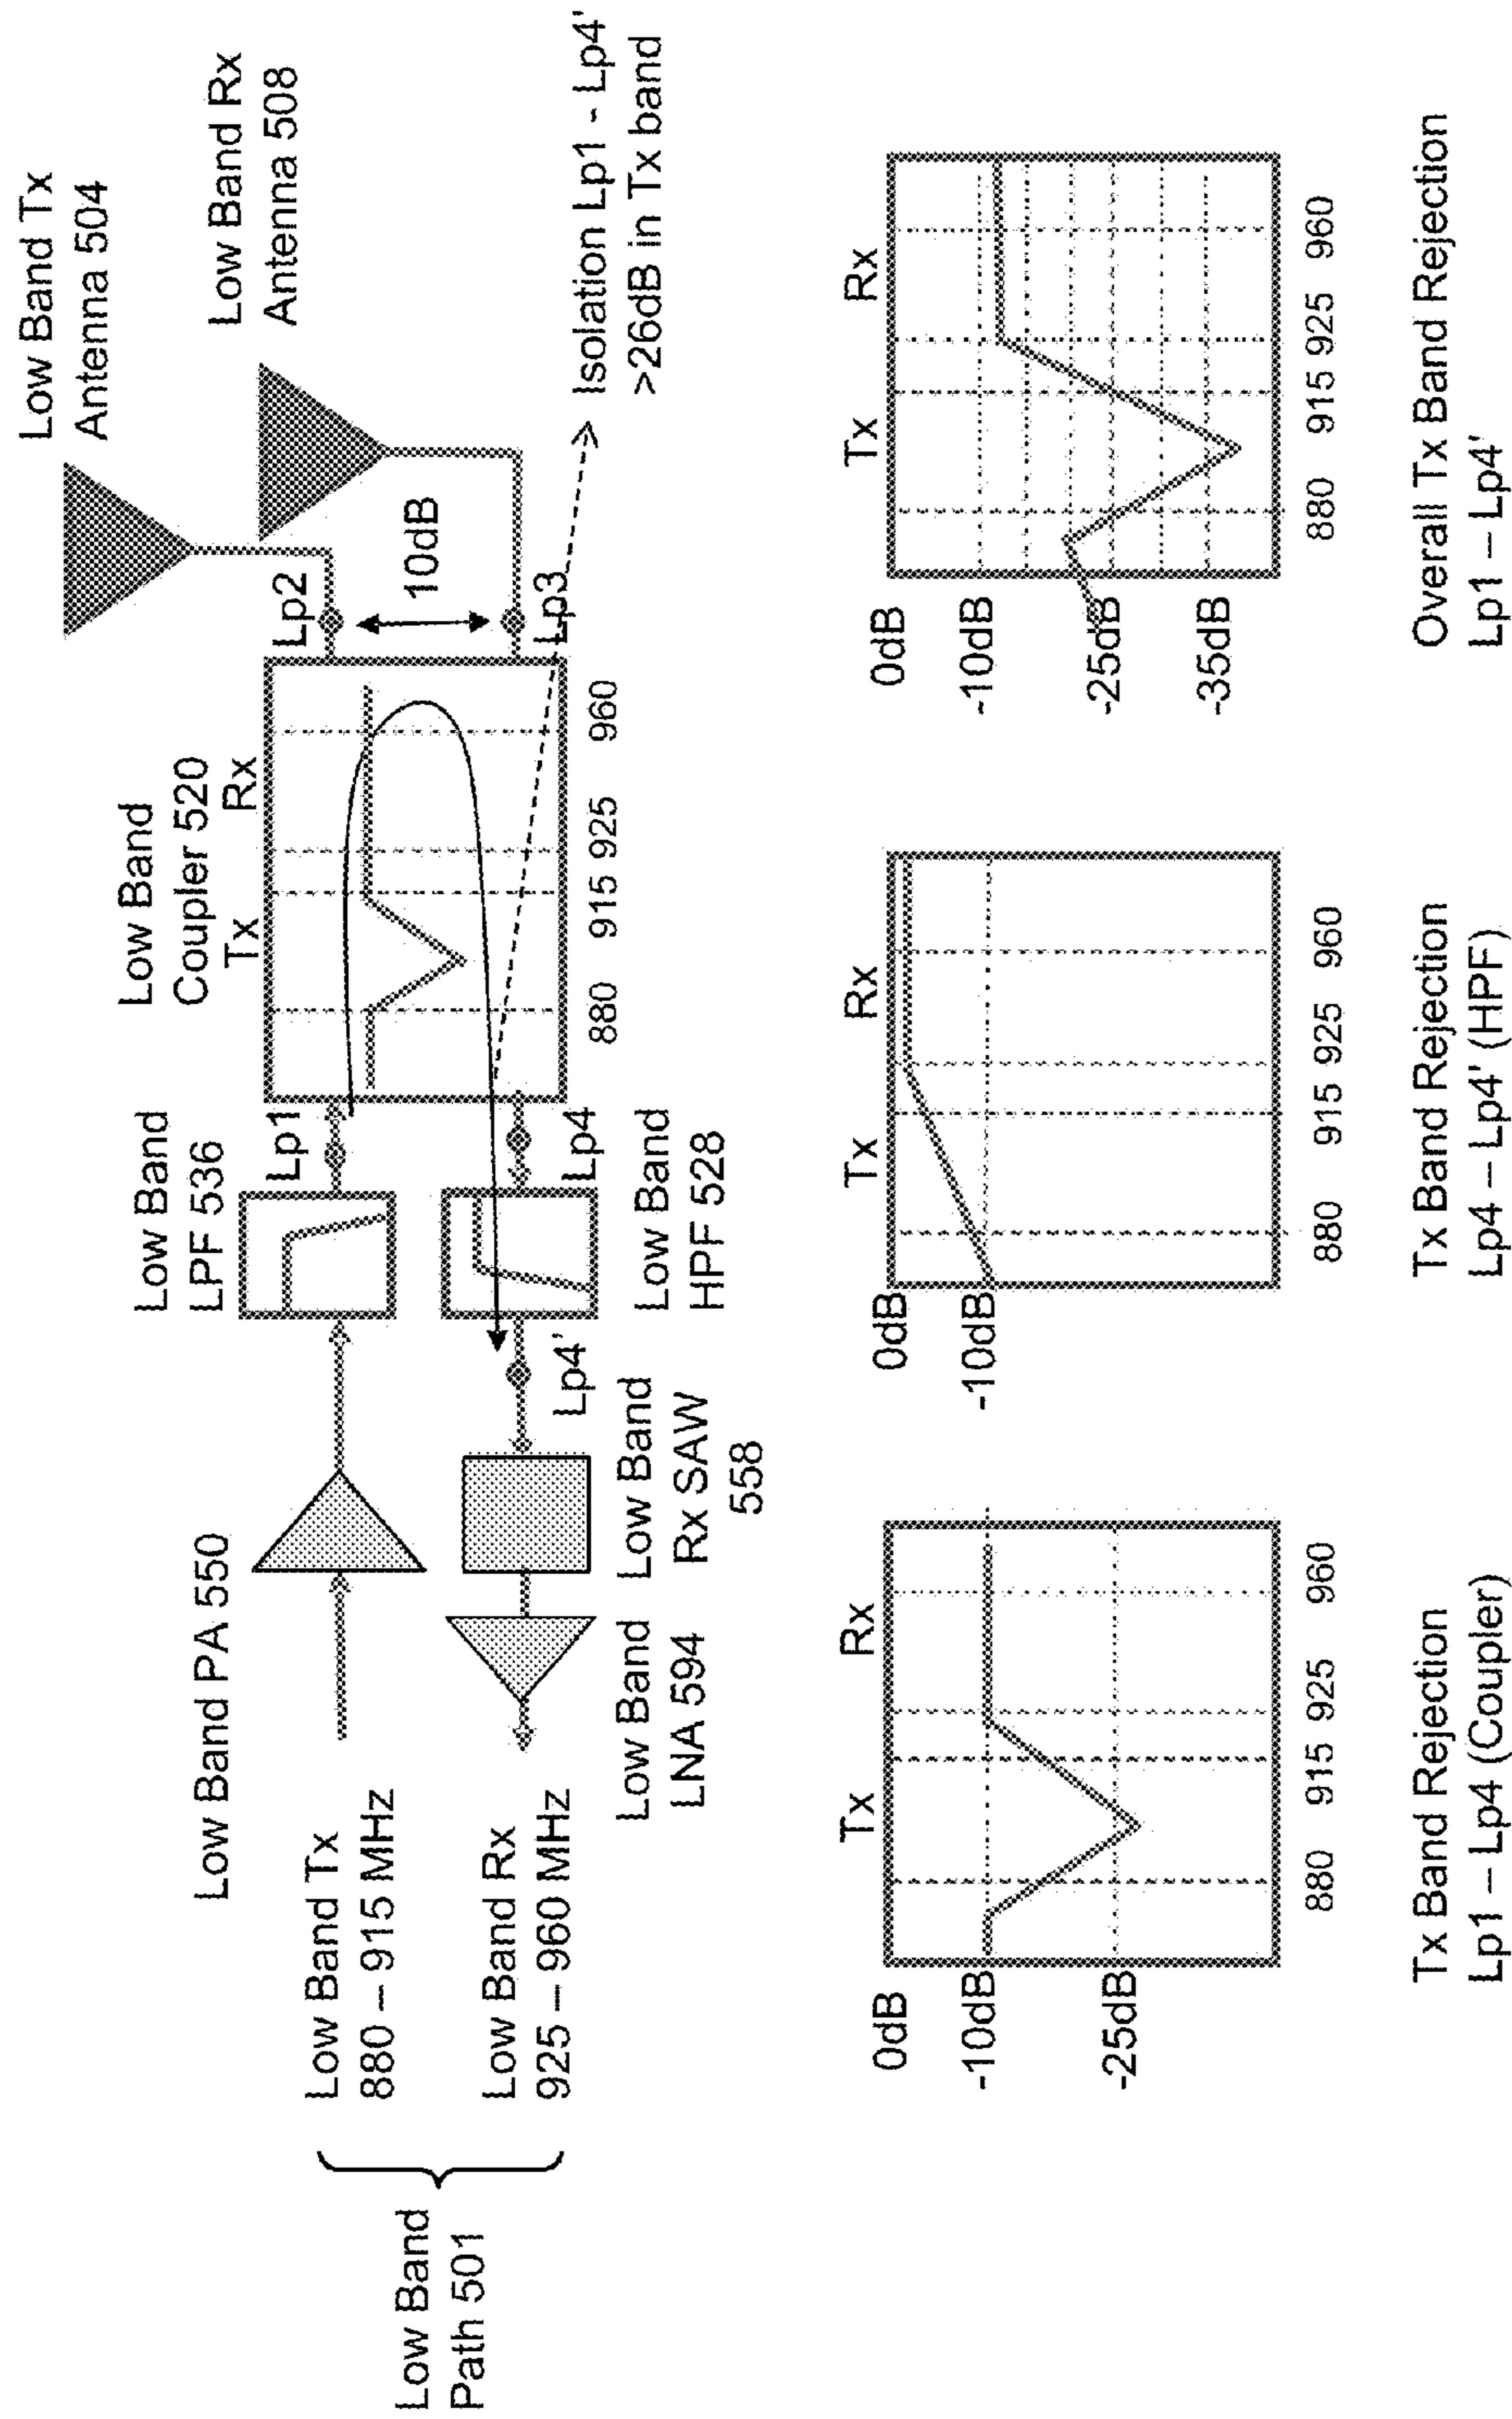 Low Band Tx
Antenna 504
Low Band Rx
Antenna 508
Low Band
Coupler 520
Tx
Rx
Lp2
10dB
Lp3
880
915
925
960
Isolation Lp1 - Lp4'
>26dB in Tx band
Low Band
LPF 536
Lp1
Lp4
Low Band
HPF 528
Lp4'
Low Band PA 550
Low Band
Rx SAW
558
Low Band
LNA 594
Low Band Tx
880 – 915 MHz
Low Band Rx
925 – 960 MHz
Low Band
Path 501
Tx
Rx
0dB
-10dB
-25dB
880
915
925
960
Tx Band Rejection
Lp1 – Lp4 (Coupler)
Tx
Rx
0dB
-10dB
880
915
925
960
Tx Band Rejection
Lp4 – Lp4' (HPF)
Tx
Rx
0dB
-10dB
-25dB
-35dB
880
915
925
960
Overall Tx Band Rejection
Lp1 – Lp4'